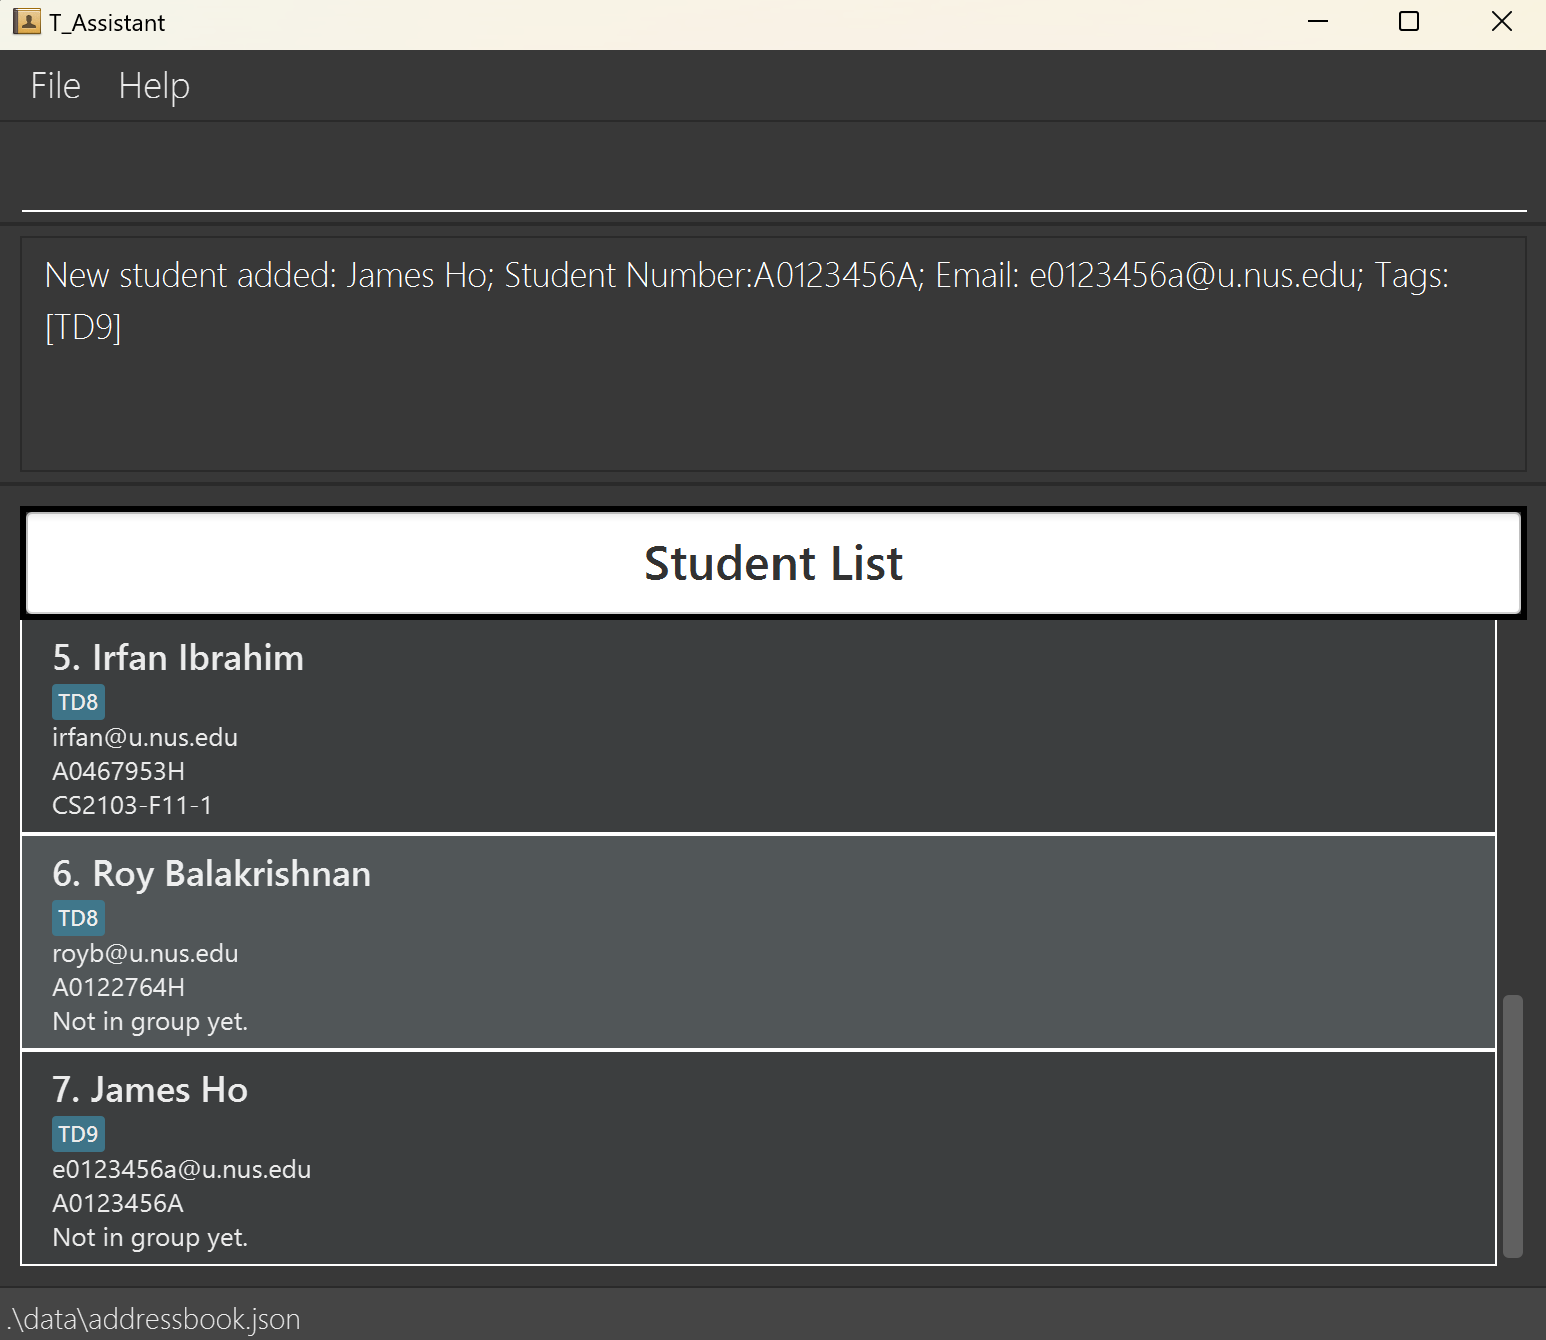 T_Assistant
File Help
New student added: James Ho; Student Number:A0123456A; Email: e0123456a@u.nus.edu; Tags:
[TD9]
Student List
5. Irfan Ibrahim
TD8
irfan@u.nus.edu
A0467953H
CS2103-F11-1
6. Roy Balakrishnan
TD8
royb@u.nus.edu
A0122764H
Not in group yet.
7. James Ho
TD9
e0123456a@u.nus.edu
A0123456A
Not in group yet.
.\data\addressbook.json